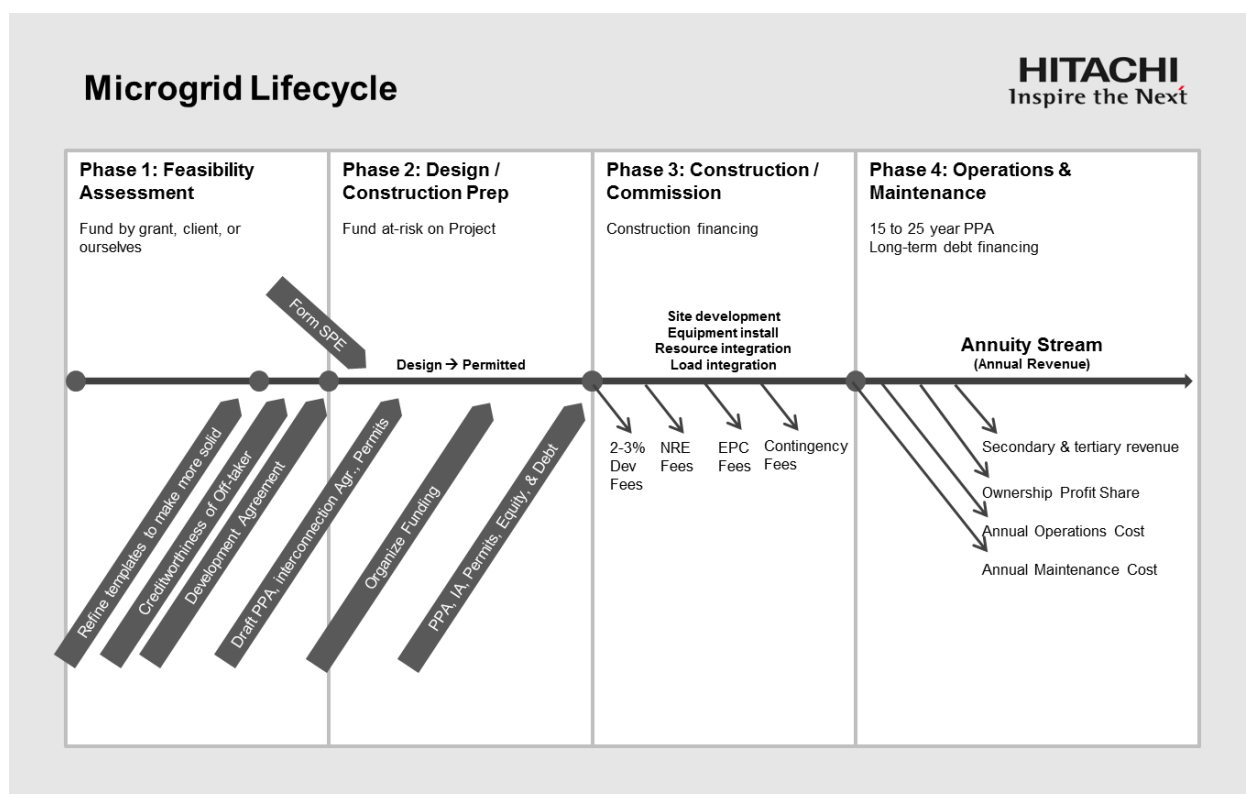 Microgrid Lifecycle
HITACHI
Inspire the Next
Phase 1: Feasibility
Assessment
Fund by grant, client, or
ourselves
Phase 2: Design /
Construction Prep
Fund at-risk on Project
Phase 3: Construction /
Commission
Construction financing
Phase 4: Operations &
Maintenance
15 to 25 year PPA
Long-term debt financing
Form SPE
Design → Permitted
Site development
Equipment install
Resource integration
Load integration
Annuity Stream
(Annual Revenue)
Refine templates to make more solid
Creditworthiness of Off-taker
Development Agreement
Draft PPA, interconnection Agr., Permits
Organize Funding
PPA, IA, Permits, Equity, & Debt
2-3%
Dev
Fees
NRE
Fees
EPC
Fees
Contingency
Fees
Secondary & tertiary revenue
Ownership Profit Share
Annual Operations Cost
Annual Maintenance Cost